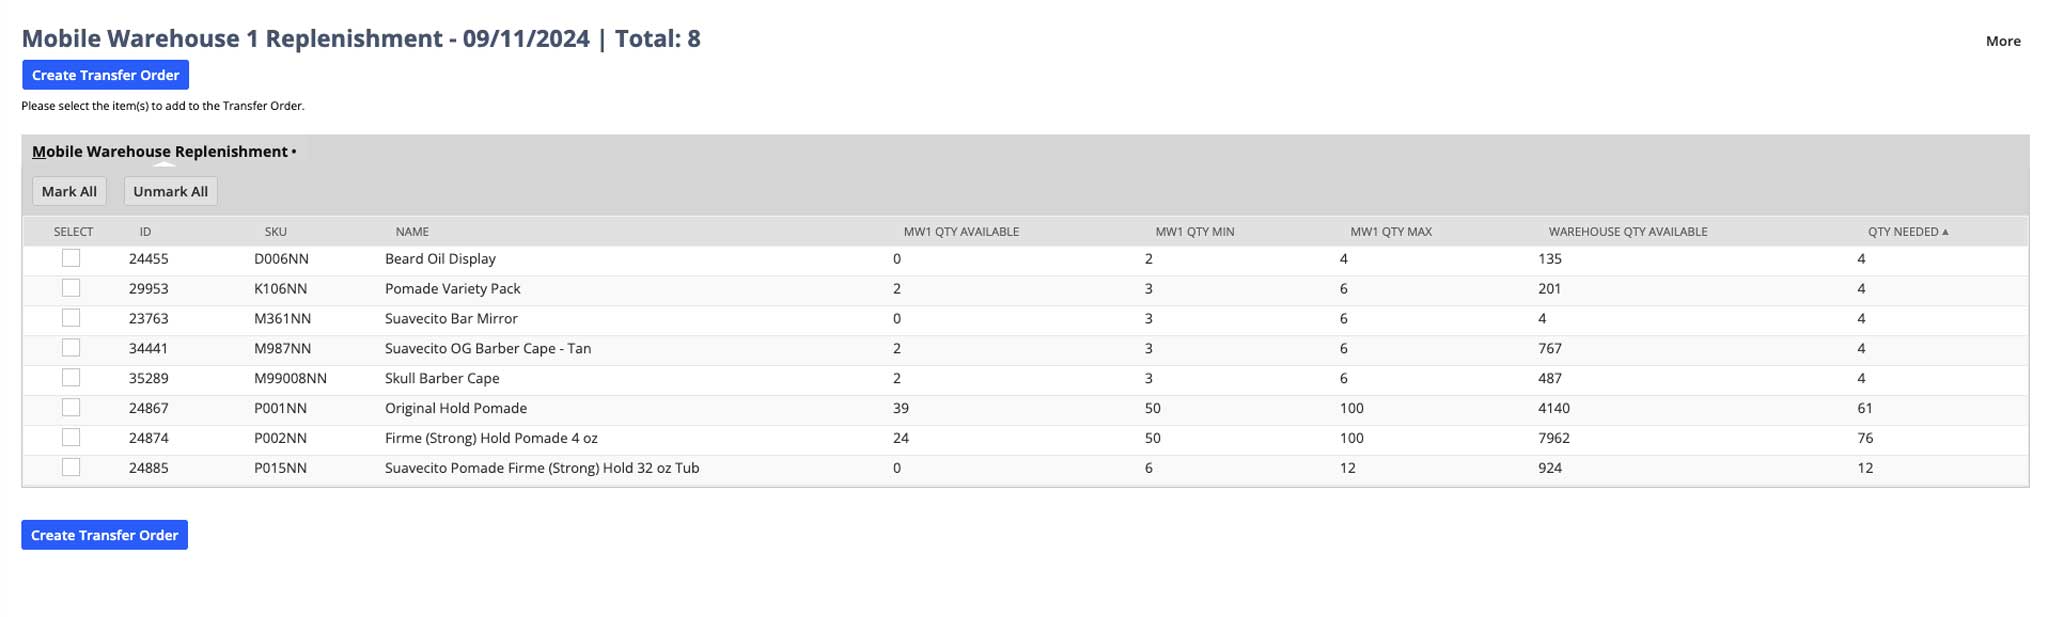 Mobile Warehouse 1 Replenishment - 09/11/2024 | Total: 8
More
Create Transfer Order
Please select the item(s) to add to the Transfer Order.
Mobile Warehouse Replenishment •
Mark All Unmark All
SELECT ID SKU NAME MW1 QTY AVAILABLE MW1 QTY MIN MW1 QTY MAX WAREHOUSE QTY AVAILABLE QTY NEEDED ▲
24455 D006NN Beard Oil Display 0 2 4 135 4
29953 K106NN Pomade Variety Pack 2 3 6 201 4
23763 M361NN Suavecito Bar Mirror 0 3 6 4 4
34441 M987NN Suavecito OG Barber Cape - Tan 2 3 6 767 4
35289 M99008NN Skull Barber Cape 2 3 6 487 4
24867 P001NN Original Hold Pomade 39 50 100 4140 61
24874 P002NN Firme (Strong) Hold Pomade 4 oz 24 50 100 7962 76
24885 P015NN Suavecito Pomade Firme (Strong) Hold 32 oz Tub 0 6 12 924 12
Create Transfer Order